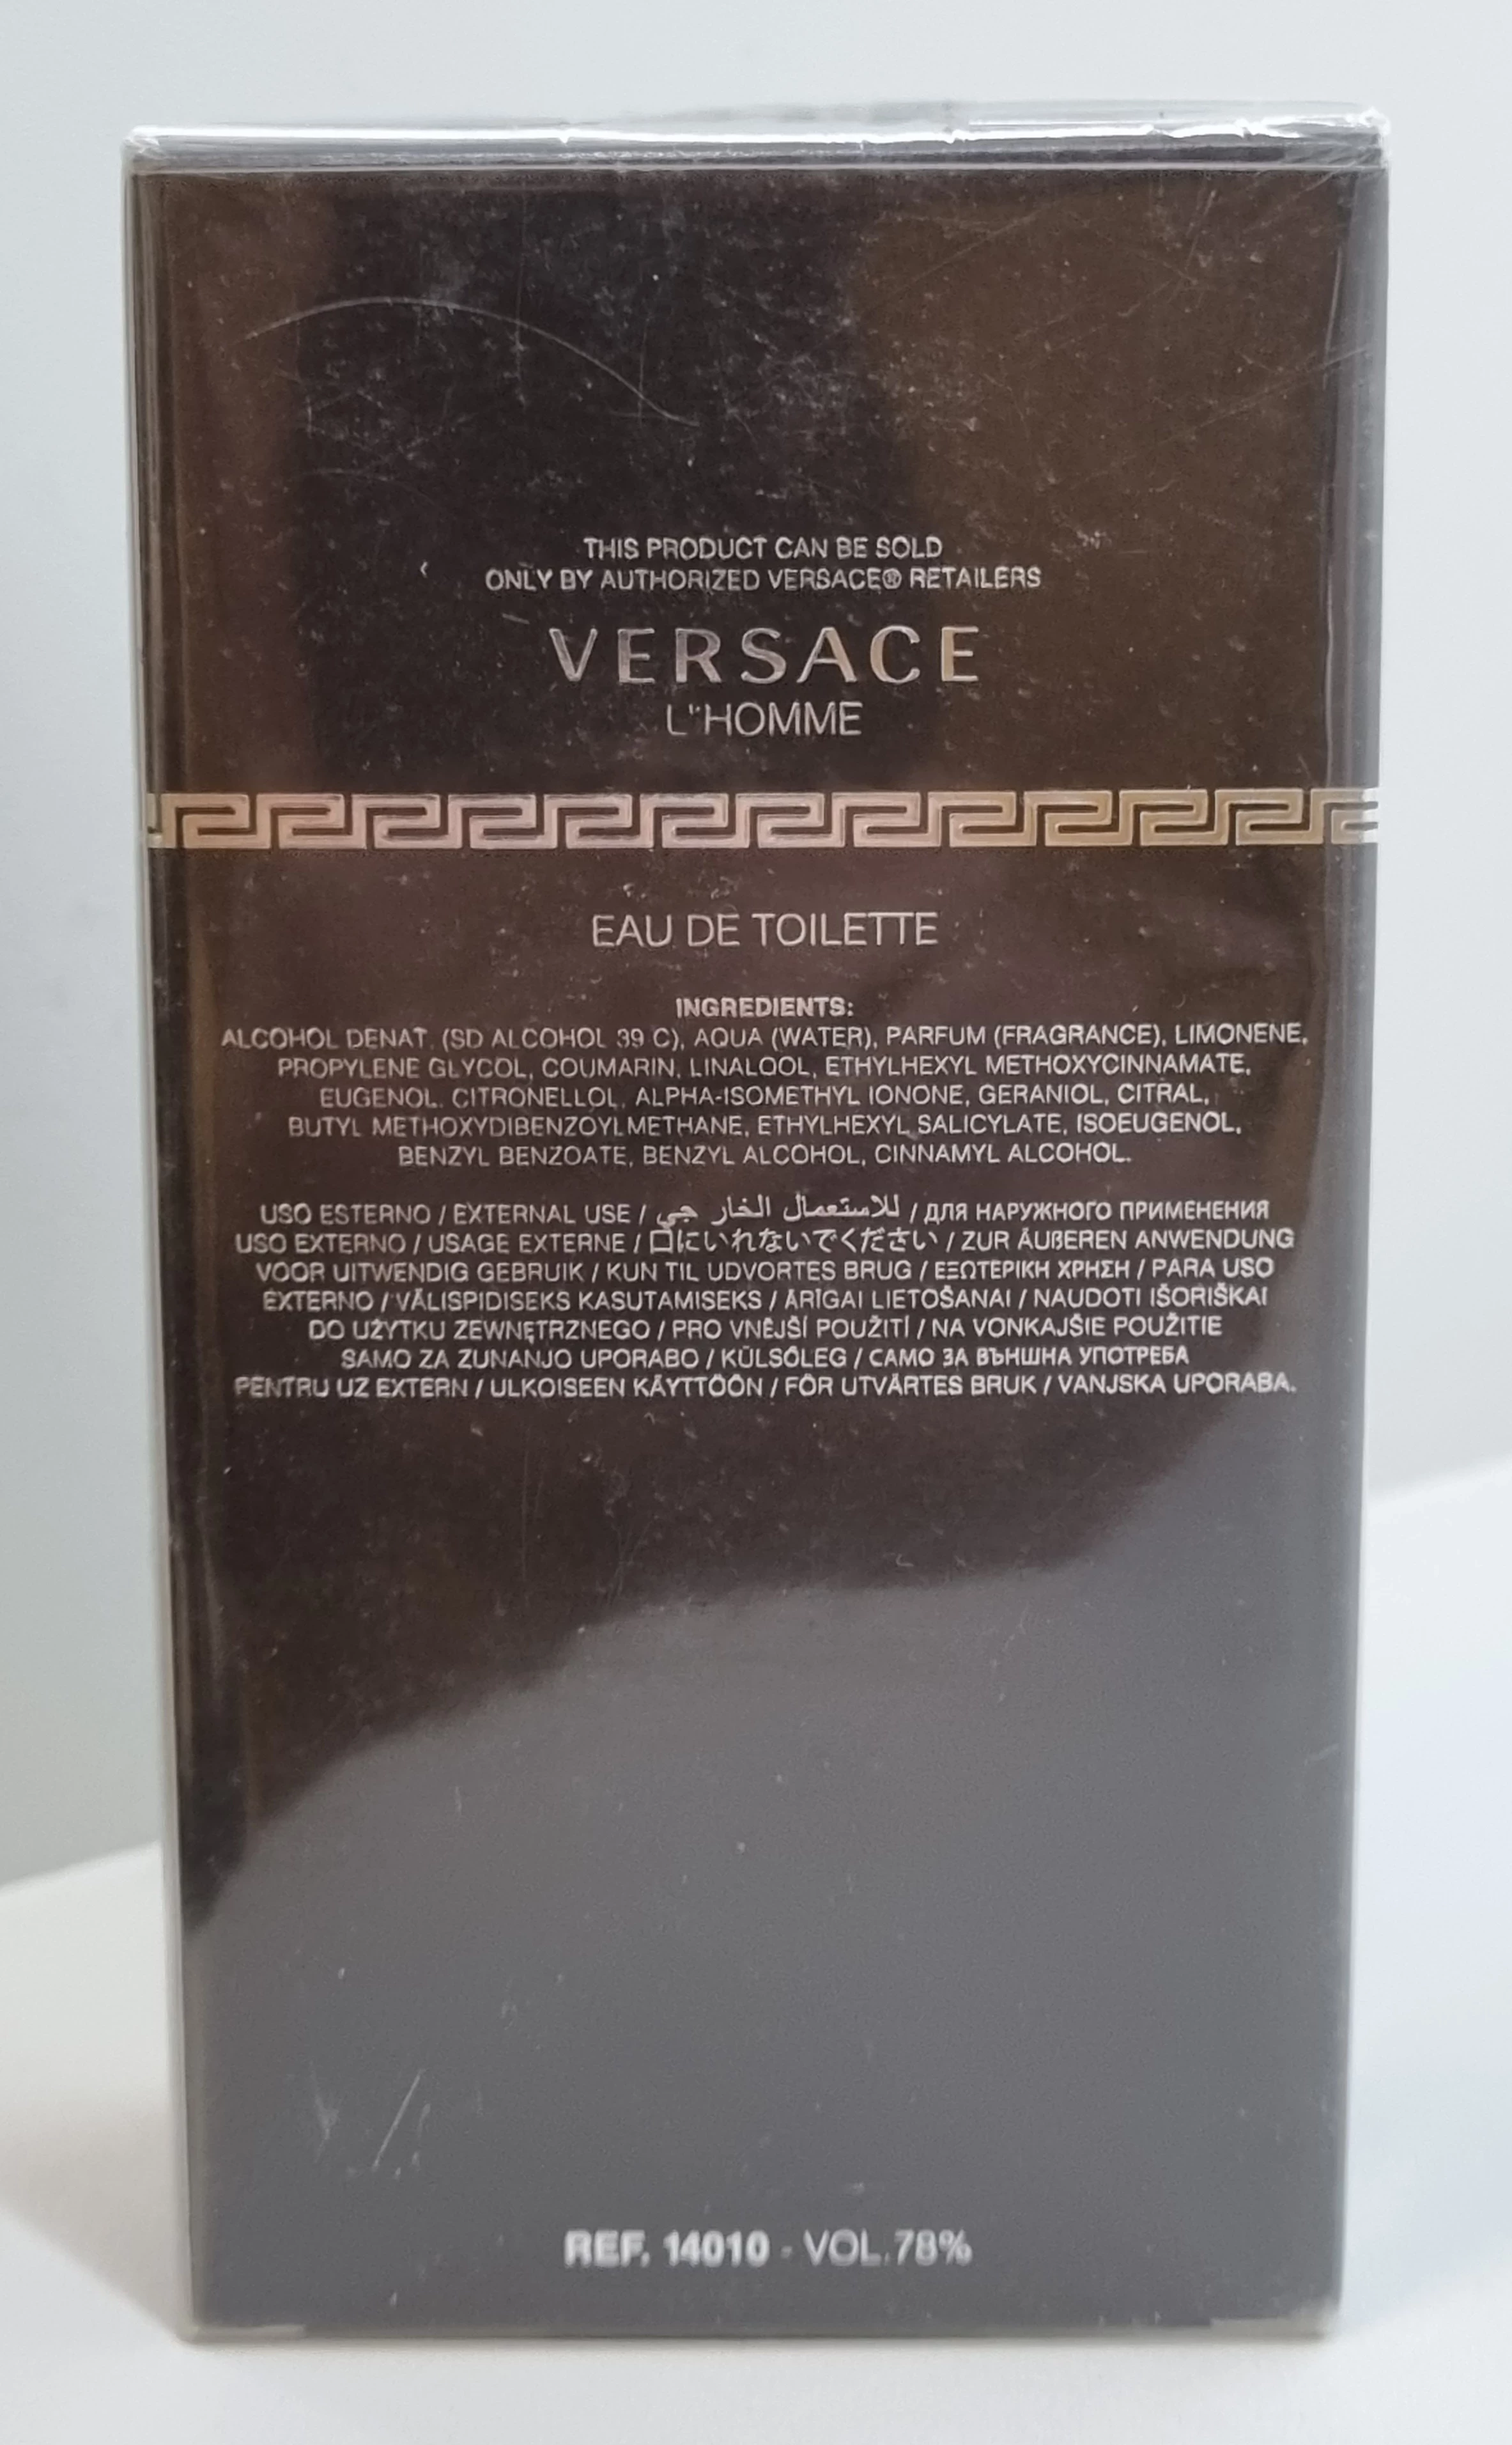 THIS PRODUCT CAN BE SOLD
ONLY BY AUTHORIZED VERSACE® RETAILERS
VERSACE
L"HOMME
EAU DE TOILETTE
INGREDIENTS:
ALCOHOL DENAT. (SD ALCOHOL 39 C), AQUA (WATER), PARFUM (FRAGRANCE), LIMONENE,
PROPYLENE GLYCOL, COUMARIN, LINALOOL, ETHYLHEXYL METHOXYCINNAMATE,
EUGENOL, CITRONELLOL, ALPHA-ISOMETHYL IONONE, GERANIOL, CITRAL,
BUTYL METHOXYDIBENZOYLMETHANE, ETHYLHEXYL SALICYLATE, ISOEUGENOL,
BENZYL BENZOATE, BENZYL ALCOHOL, CINNAMYL ALCOHOL.
USO ESTERNO / EXTERNAL USE / للاستعمال الخار جي / ДЛЯ НАРУЖНОГО ПРИМЕНЕНИЯ
USO EXTERNO / USAGE EXTERNE / 口にいれないでください / ZUR ÄUßEREN ANWENDUNG
VOOR UITWENDIG GEBRUIK / KUN TIL UDVORTES BRUG / ΕΞΩΤΕΡΙΚΗ ΧΡΗΣΗ / PARA USO
EXTERNO / VÄLISPIDISEKS KASUTAMISEKS / ĀRĪGAI LIETOŠANAI / NAUDOTI IŠORIŠKAI
DO UŻYTKU ZEWNĘTRZNEGO / PRO VNĚJŠÍ POUŽITÍ / NA VONKAJŠIE POUŽITIE
SAMO ZA ZUNANJO UPORABO / KÜLSŐLEG / САМО ЗА ВЪНШНА УПОТРЕБА
PENTRU UZ EXTERN / ULKOISEEN KÄYTTÖÖN / FÖR UTVÄRTES BRUK / VANJSKA UPORABA.
REF. 14010 - VOL.78%